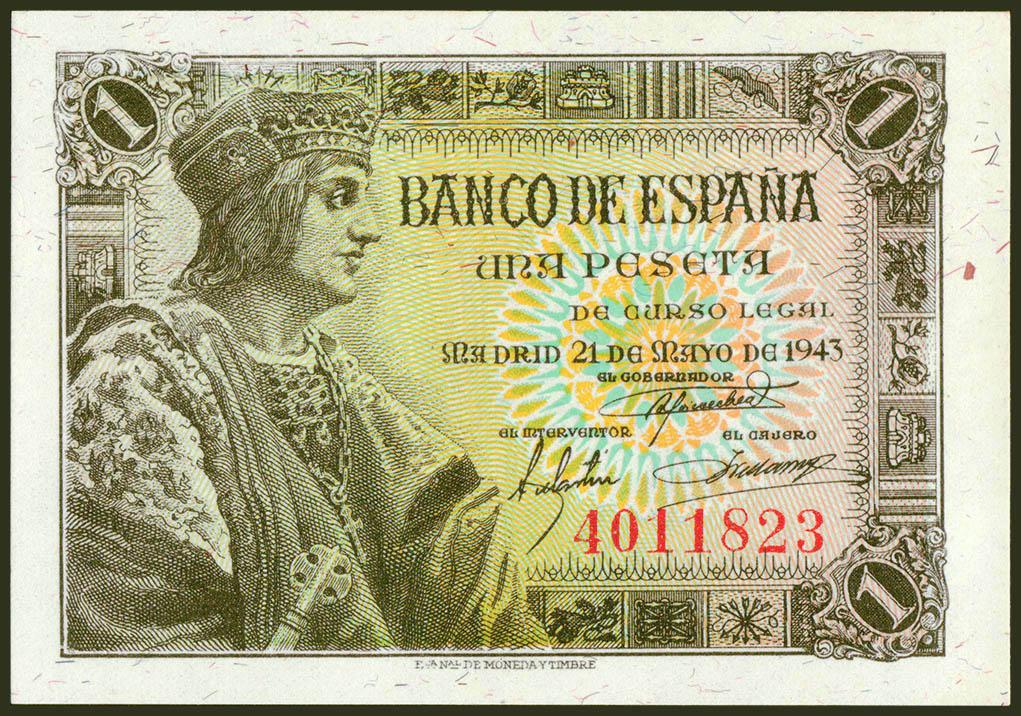 1 1
BANCO DE ESPAÑA
UNA PESETA
DE CURSO LEGAL
MADRID 21 DE MAYO DE 1943
EL GOBERNADOR
EL INTERVENTOR EL CAJERO
4011823
1
F. CA NAL. DE MONEDA Y TIMBRE